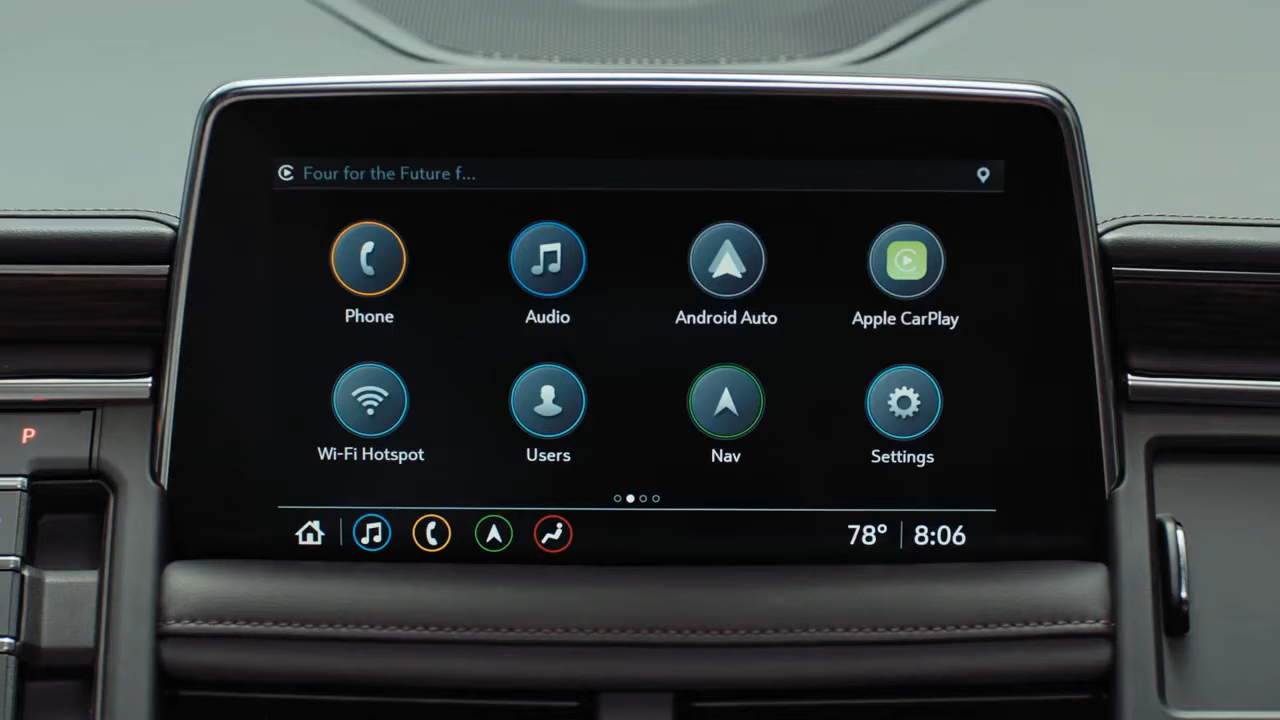 Four for the Future f...
Phone
Audio
Android Auto
Apple CarPlay
Wi-Fi Hotspot
Users
Nav
Settings
P
78° 8:06